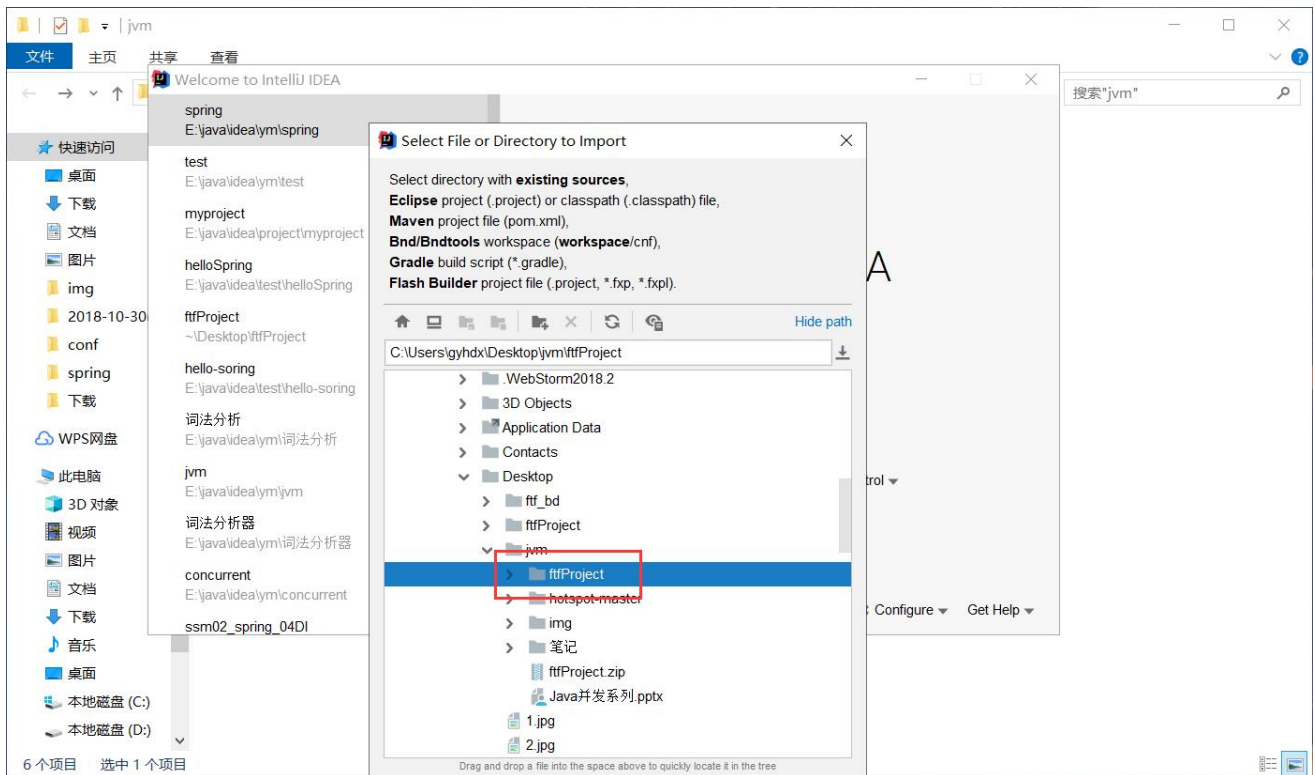 jvm
文件 主页 共享 查看
搜索"jvm"
快速访问
桌面
下载
文档
图片
img
2018-10-30
conf
spring
下载
WPS网盘
此电脑
3D 对象
视频
图片
文档
下载
音乐
桌面
本地磁盘 (C:)
本地磁盘 (D:)
6 个项目 选中 1 个项目
Welcome to IntelliJ IDEA
spring
E:\java\idea\ym\spring
test
E:\java\idea\ym\test
myproject
E:\java\idea\project\myproject
helloSpring
E:\java\idea\test\helloSpring
ftfProject
~\Desktop\ftfProject
hello-soring
E:\java\idea\test\hello-soring
词法分析
E:\java\idea\ym\词法分析
jvm
E:\java\idea\ym\jvm
词法分析器
E:\java\idea\ym\词法分析器
concurrent
E:\java\idea\ym\concurrent
ssm02_spring_04DI
A
trol
Configure Get Help
Select File or Directory to Import
Select directory with existing sources,
Eclipse project (.project) or classpath (.classpath) file,
Maven project file (pom.xml),
Bnd/Bndtools workspace (workspace/cnf),
Gradle build script (*.gradle),
Flash Builder project file (.project, *.fxp, *.fxpl).
Hide path
C:\Users\gyhdx\Desktop\jvm\ftfProject
.WebStorm2018.2
3D Objects
Application Data
Contacts
Desktop
ftf_bd
ftfProject
jvm
ftfProject
hotspot-master
img
笔记
ftfProject.zip
Java并发系列.pptx
1.jpg
2.jpg
Drag and drop a file into the space above to quickly locate it in the tree